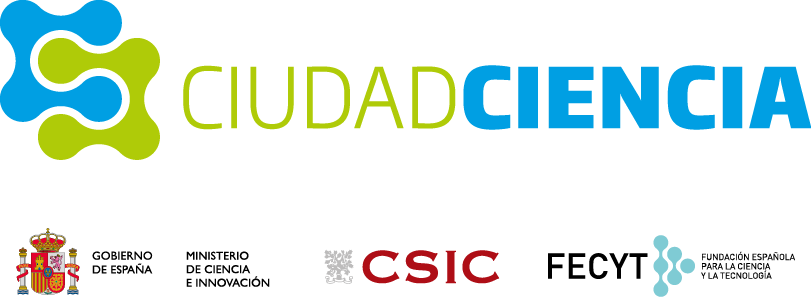 CIUDADCIENCIA
GOBIERNO
DE ESPAÑA
MINISTERIO
DE CIENCIA
E INNOVACIÓN
CSIC
FECYT
FUNDACIÓN ESPAÑOLA
PARA LA CIENCIA
Y LA TECNOLOGÍA